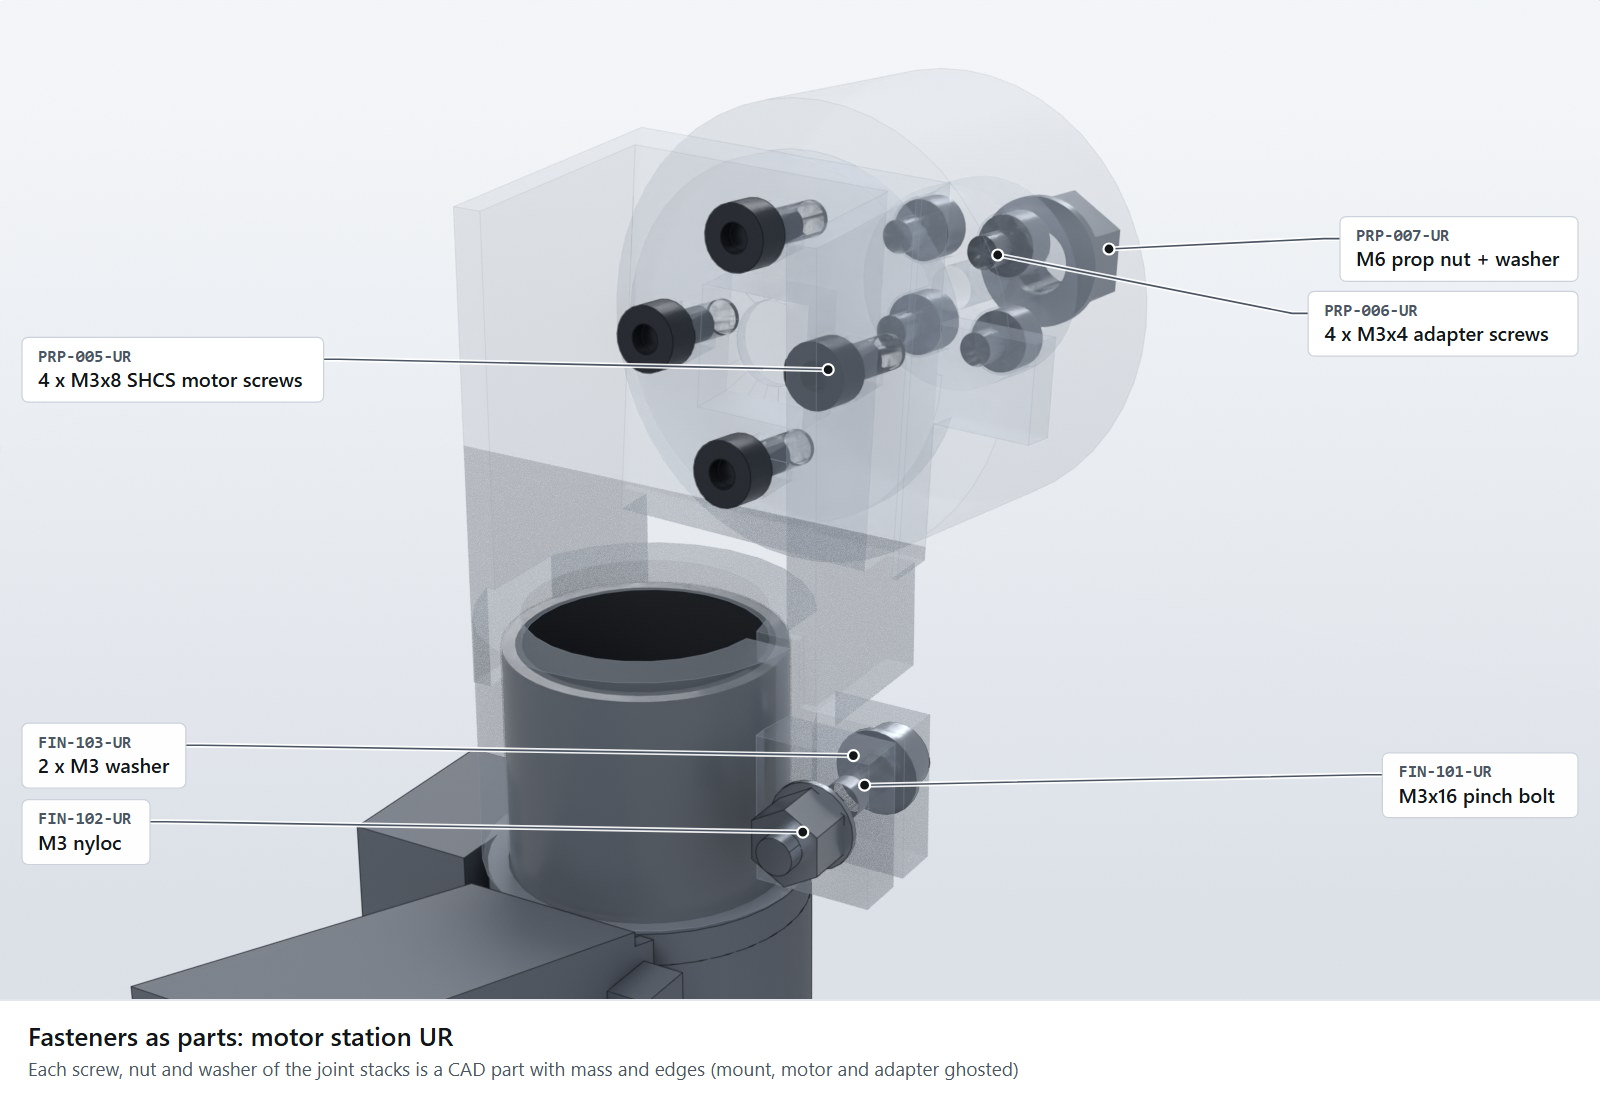 PRP-007-UR
M6 prop nut + washer
PRP-006-UR
4 x M3x4 adapter screws
PRP-005-UR
4 x M3x8 SHCS motor screws
FIN-103-UR
2 x M3 washer
FIN-101-UR
M3x16 pinch bolt
FIN-102-UR
M3 nyloc
Fasteners as parts: motor station UR
Each screw, nut and washer of the joint stacks is a CAD part with mass and edges (mount, motor and adapter ghosted)